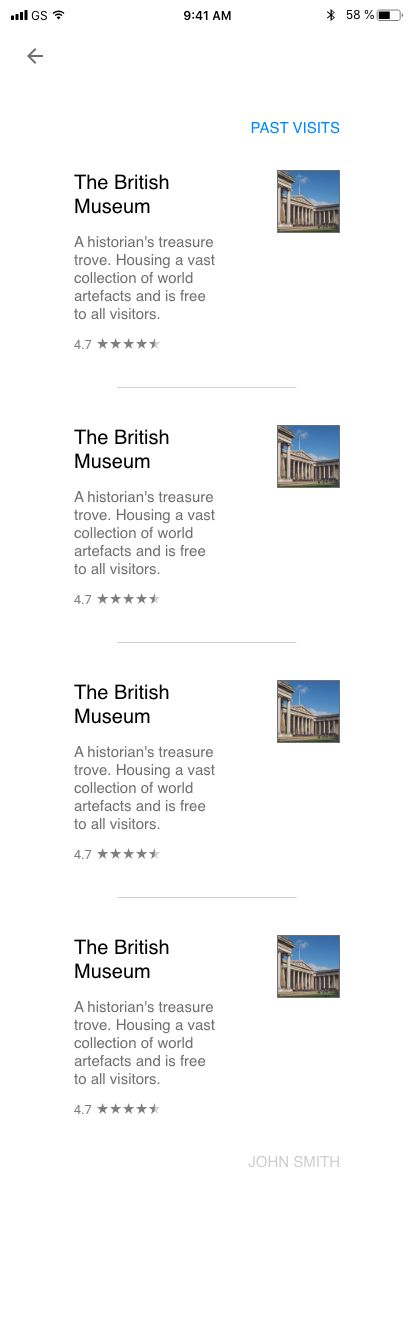 GS 9:41 AM 58 %
PAST VISITS
The British
Museum
A historian's treasure
trove. Housing a vast
collection of world
artefacts and is free
to all visitors.
4.7 ★★★★⯪
The British
Museum
A historian's treasure
trove. Housing a vast
collection of world
artefacts and is free
to all visitors.
4.7 ★★★★⯪
The British
Museum
A historian's treasure
trove. Housing a vast
collection of world
artefacts and is free
to all visitors.
4.7 ★★★★⯪
The British
Museum
A historian's treasure
trove. Housing a vast
collection of world
artefacts and is free
to all visitors.
4.7 ★★★★⯪
JOHN SMITH